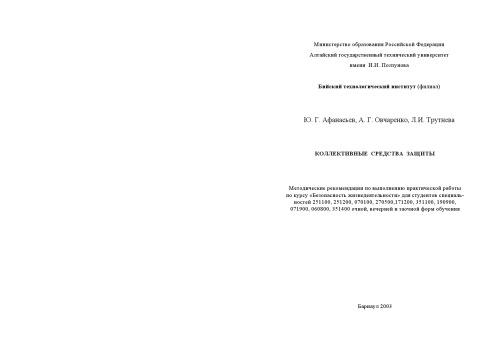 Министерство образования Российской Федерации
Алтайский государственный технический университет
имени И.И. Ползунова
Бийский технологический институт (филиал)
Ю. Г. Афанасьев, А. Г. Овчаренко, Л.И. Трутнева
КОЛЛЕКТИВНЫЕ СРЕДСТВА ЗАЩИТЫ
Методические рекомендации по выполнению практической работы
по курсу «Безопасность жизнедеятельности» для студентов специаль-
ностей 251100, 251200, 070100, 270500,171200, 351100, 190900,
071900, 060800, 351400 очной, вечерней и заочной форм обучения
Барнаул 2003